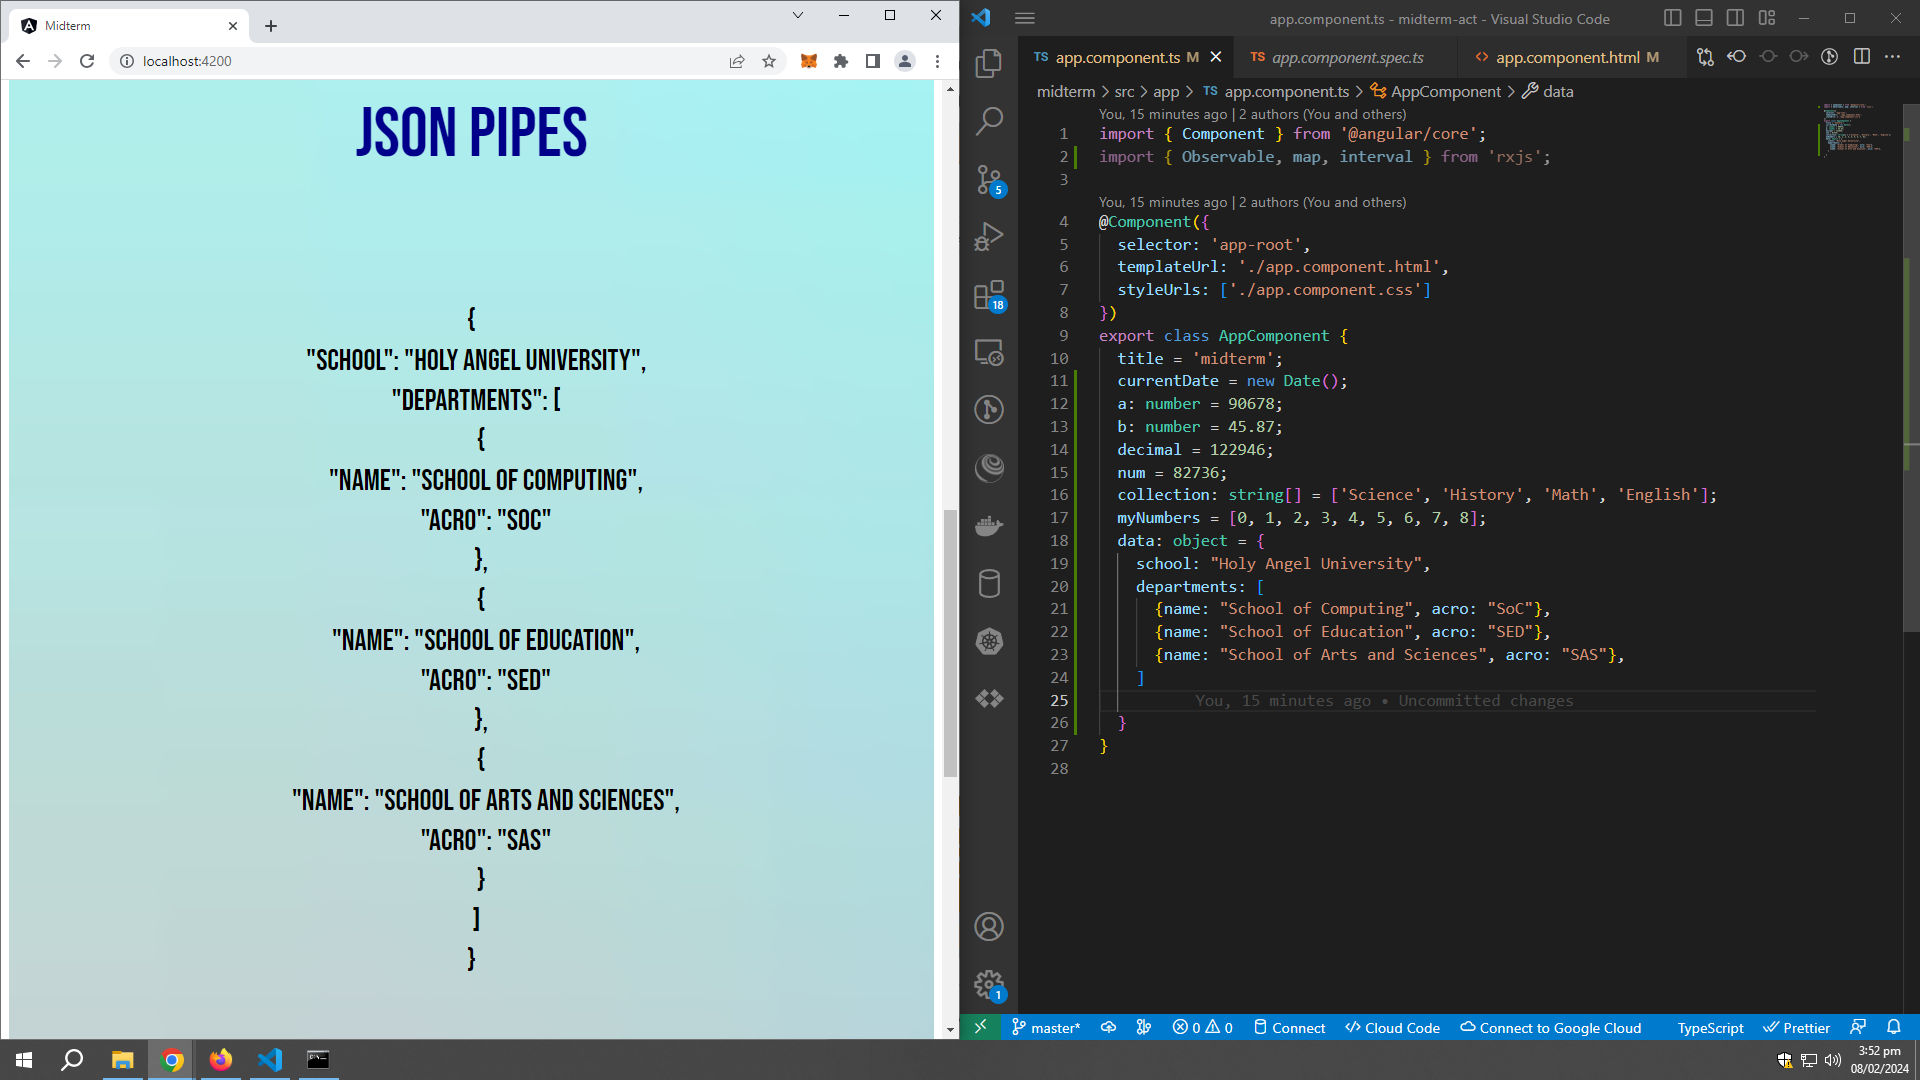 Midterm
localhost:4200
JSON PIPES
{
"SCHOOL": "HOLY ANGEL UNIVERSITY",
"DEPARTMENTS": [
{
"NAME": "SCHOOL OF COMPUTING",
"ACRO": "SOC"
},
{
"NAME": "SCHOOL OF EDUCATION",
"ACRO": "SED"
},
{
"NAME": "SCHOOL OF ARTS AND SCIENCES",
"ACRO": "SAS"
}
]
}
app.component.ts - midterm-act - Visual Studio Code
TS app.component.ts M
TS app.component.spec.ts
<> app.component.html M
midterm > src > app > TS app.component.ts > AppComponent > data
You, 15 minutes ago | 2 authors (You and others)
1 import { Component } from '@angular/core';
2 import { Observable, map, interval } from 'rxjs';
3
You, 15 minutes ago | 2 authors (You and others)
4 @Component({
5 selector: 'app-root',
6 templateUrl: './app.component.html',
7 styleUrls: ['./app.component.css']
8 })
9 export class AppComponent {
10 title = 'midterm';
11 currentDate = new Date();
12 a: number = 90678;
13 b: number = 45.87;
14 decimal = 122946;
15 num = 82736;
16 collection: string[] = ['Science', 'History', 'Math', 'English'];
17 myNumbers = [0, 1, 2, 3, 4, 5, 6, 7, 8];
18 data: object = {
19 school: "Holy Angel University",
20 departments: [
21 {name: "School of Computing", acro: "SoC"},
22 {name: "School of Education", acro: "SED"},
23 {name: "School of Arts and Sciences", acro: "SAS"},
24 ]
25 You, 15 minutes ago • Uncommitted changes
26 }
27 }
28
5
18
1
master*
0 0
Connect
Cloud Code
Connect to Google Cloud
TypeScript
Prettier
3:52 pm
08/02/2024